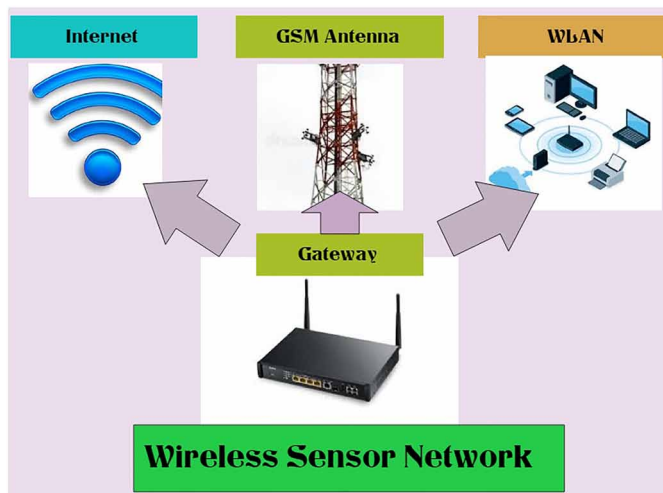 Internet
GSM Antenna
WLAN
Gateway
Wireless Sensor Network